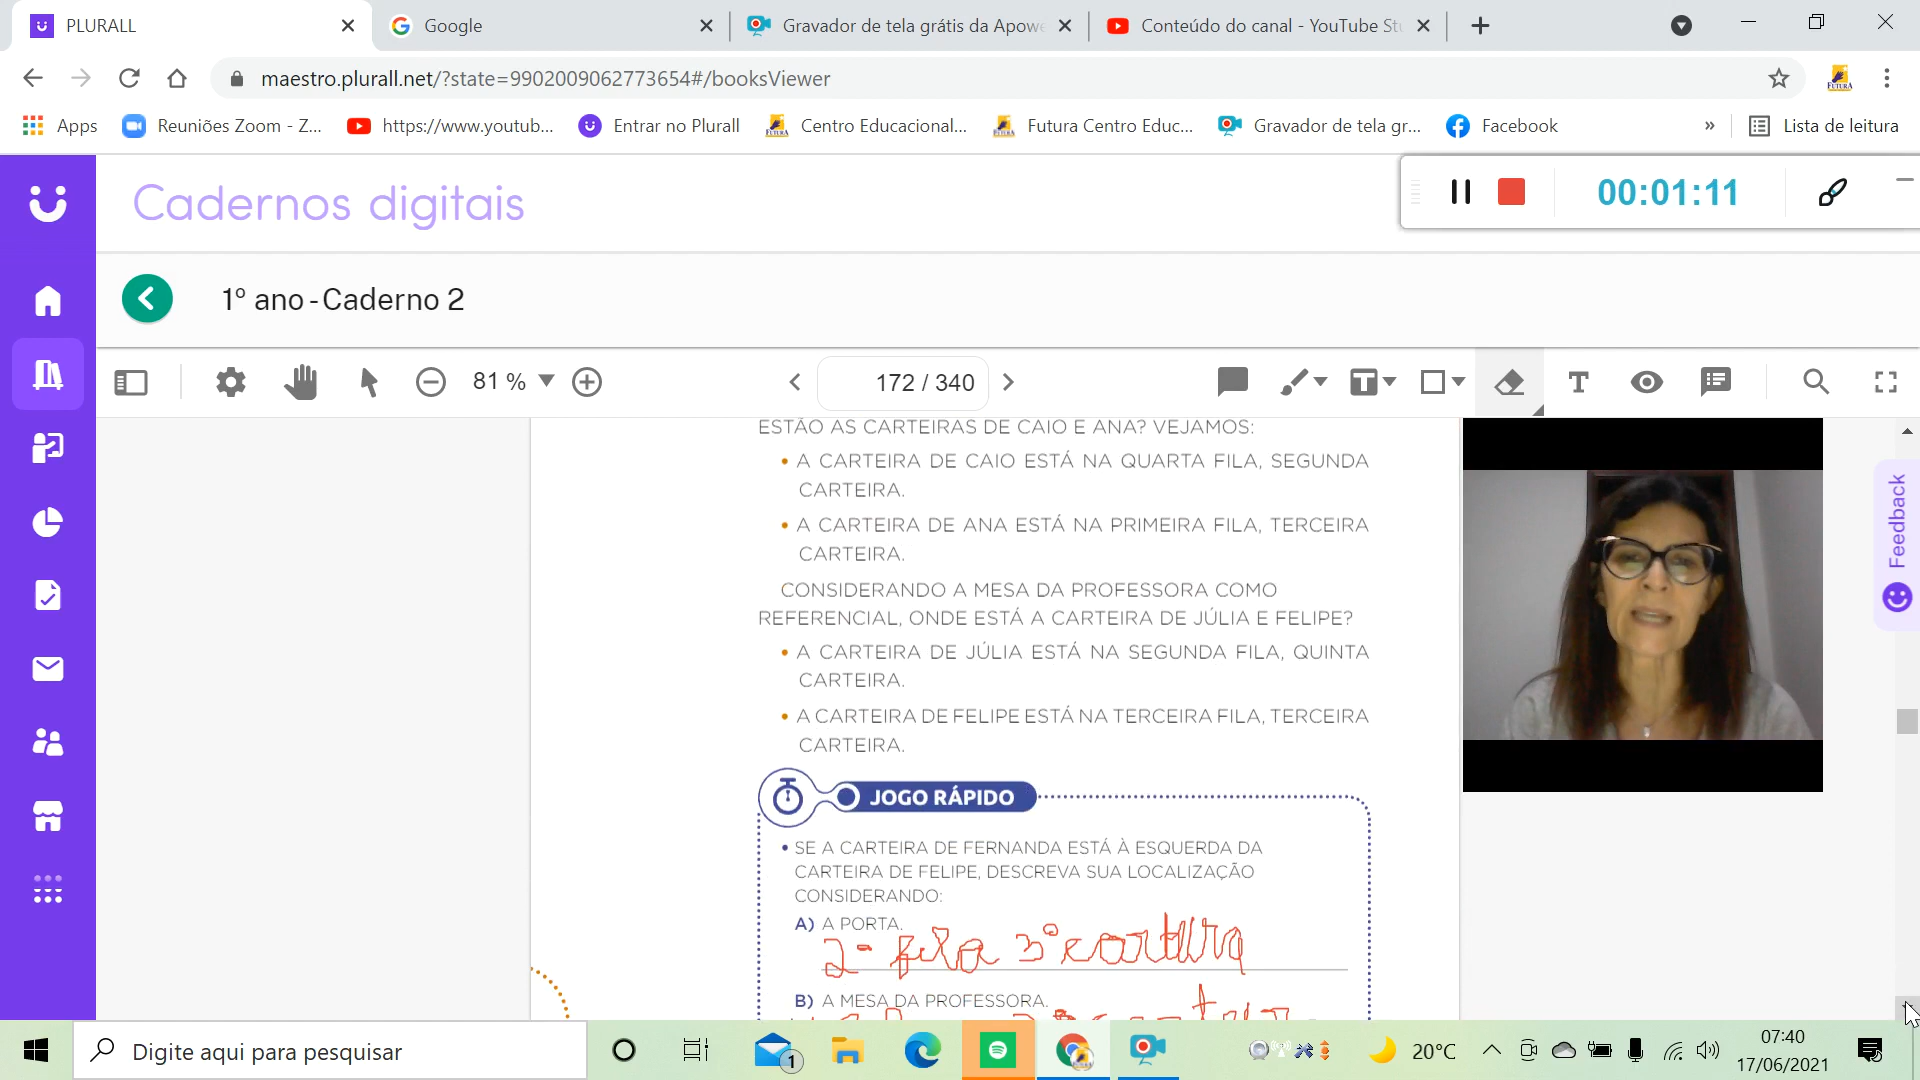 PLURALL
Google
Gravador de tela grátis da Apowe
Conteúdo do canal - YouTube Stu
maestro.plurall.net/?state=9902009062773654#/booksViewer
Apps
Reuniões Zoom - Z...
https://www.youtub...
Entrar no Plurall
Centro Educacional...
Futura Centro Educ...
Gravador de tela gr...
Facebook
»
Lista de leitura
Cadernos digitais
00:01:11
1º ano - Caderno 2
81 %
172 / 340
ESTÃO AS CARTEIRAS DE CAIO E ANA? VEJAMOS:
• A CARTEIRA DE CAIO ESTÁ NA QUARTA FILA, SEGUNDA
CARTEIRA.
• A CARTEIRA DE ANA ESTÁ NA PRIMEIRA FILA, TERCEIRA
CARTEIRA.
CONSIDERANDO A MESA DA PROFESSORA COMO
REFERENCIAL, ONDE ESTÁ A CARTEIRA DE JÚLIA E FELIPE?
• A CARTEIRA DE JÚLIA ESTÁ NA SEGUNDA FILA, QUINTA
CARTEIRA.
• A CARTEIRA DE FELIPE ESTÁ NA TERCEIRA FILA, TERCEIRA
CARTEIRA.
JOGO RÁPIDO
• SE A CARTEIRA DE FERNANDA ESTÁ À ESQUERDA DA
CARTEIRA DE FELIPE, DESCREVA SUA LOCALIZAÇÃO
CONSIDERANDO:
A) A PORTA.
2ª fila 3ª carteira
B) A MESA DA PROFESSORA.
Feedback
Digite aqui para pesquisar
1
20°C
07:40
17/06/2021